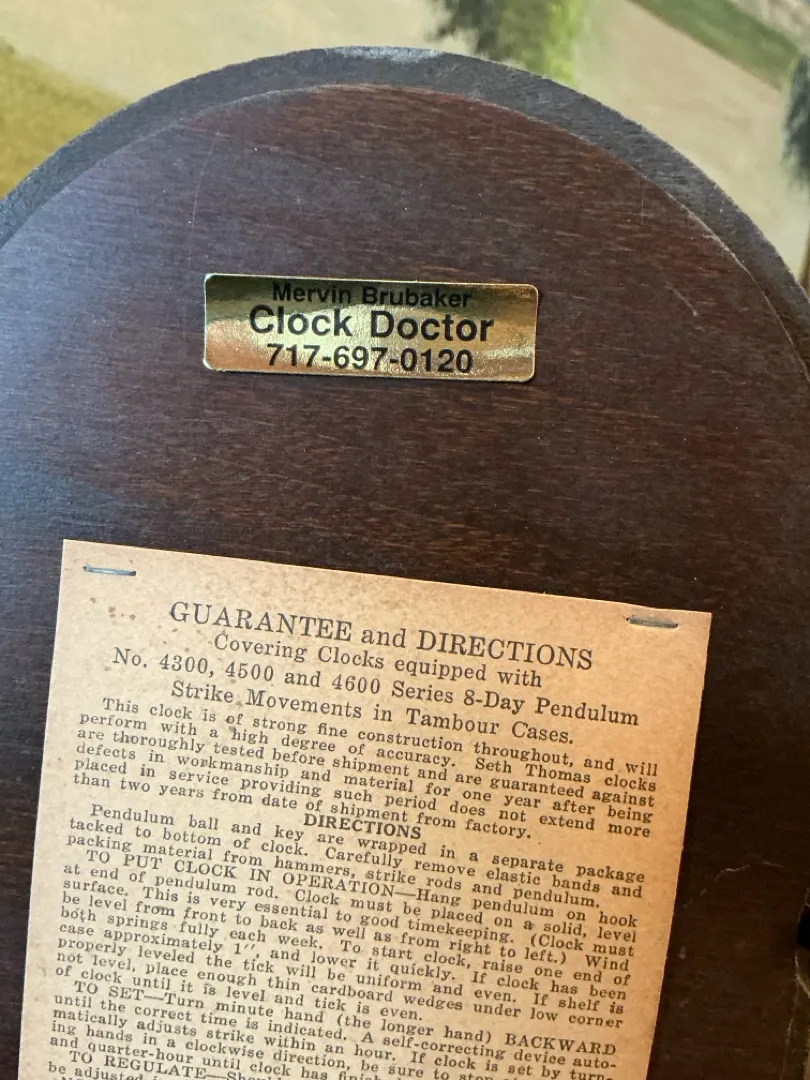 Mervin Brubaker
Clock Doctor
717-697-0120
GUARANTEE and DIRECTIONS
Covering Clocks equipped with
No. 4300, 4500 and 4600 Series 8-Day Pendulum
Strike Movements in Tambour Cases.
This clock is of strong fine construction throughout, and will
perform with a high degree of accuracy. Seth Thomas clocks
are thoroughly tested before shipment and are guaranteed against
defects in workmanship and material for one year after being
placed in service providing such period does not extend more
than two years from date of shipment from factory.
DIRECTIONS
Pendulum ball and key are wrapped in a separate package
tacked to bottom of clock. Carefully remove elastic bands and
packing material from hammers, strike rods and pendulum.
TO PUT CLOCK IN OPERATION—Hang pendulum on hook
at end of pendulum rod. Clock must be placed on a solid, level
surface. This is very essential to good timekeeping. (Clock must
be level from front to back as well as from right to left.) Wind
both springs fully each week. To start clock, raise one end of
case approximately 1", and lower it quickly. If clock has been
properly leveled the tick will be uniform and even. If shelf is
not level, place enough thin cardboard wedges under low corner
of clock until it is level and tick is even.
TO SET—Turn minute hand (the longer hand) BACKWARD
until the correct time is indicated. A self-correcting device auto-
matically adjusts strike within an hour. If clock is set by turn-
ing hands in a clockwise direction, be sure to stop
and quarter-hour until clock has
TO REGULATE—
be adjusted